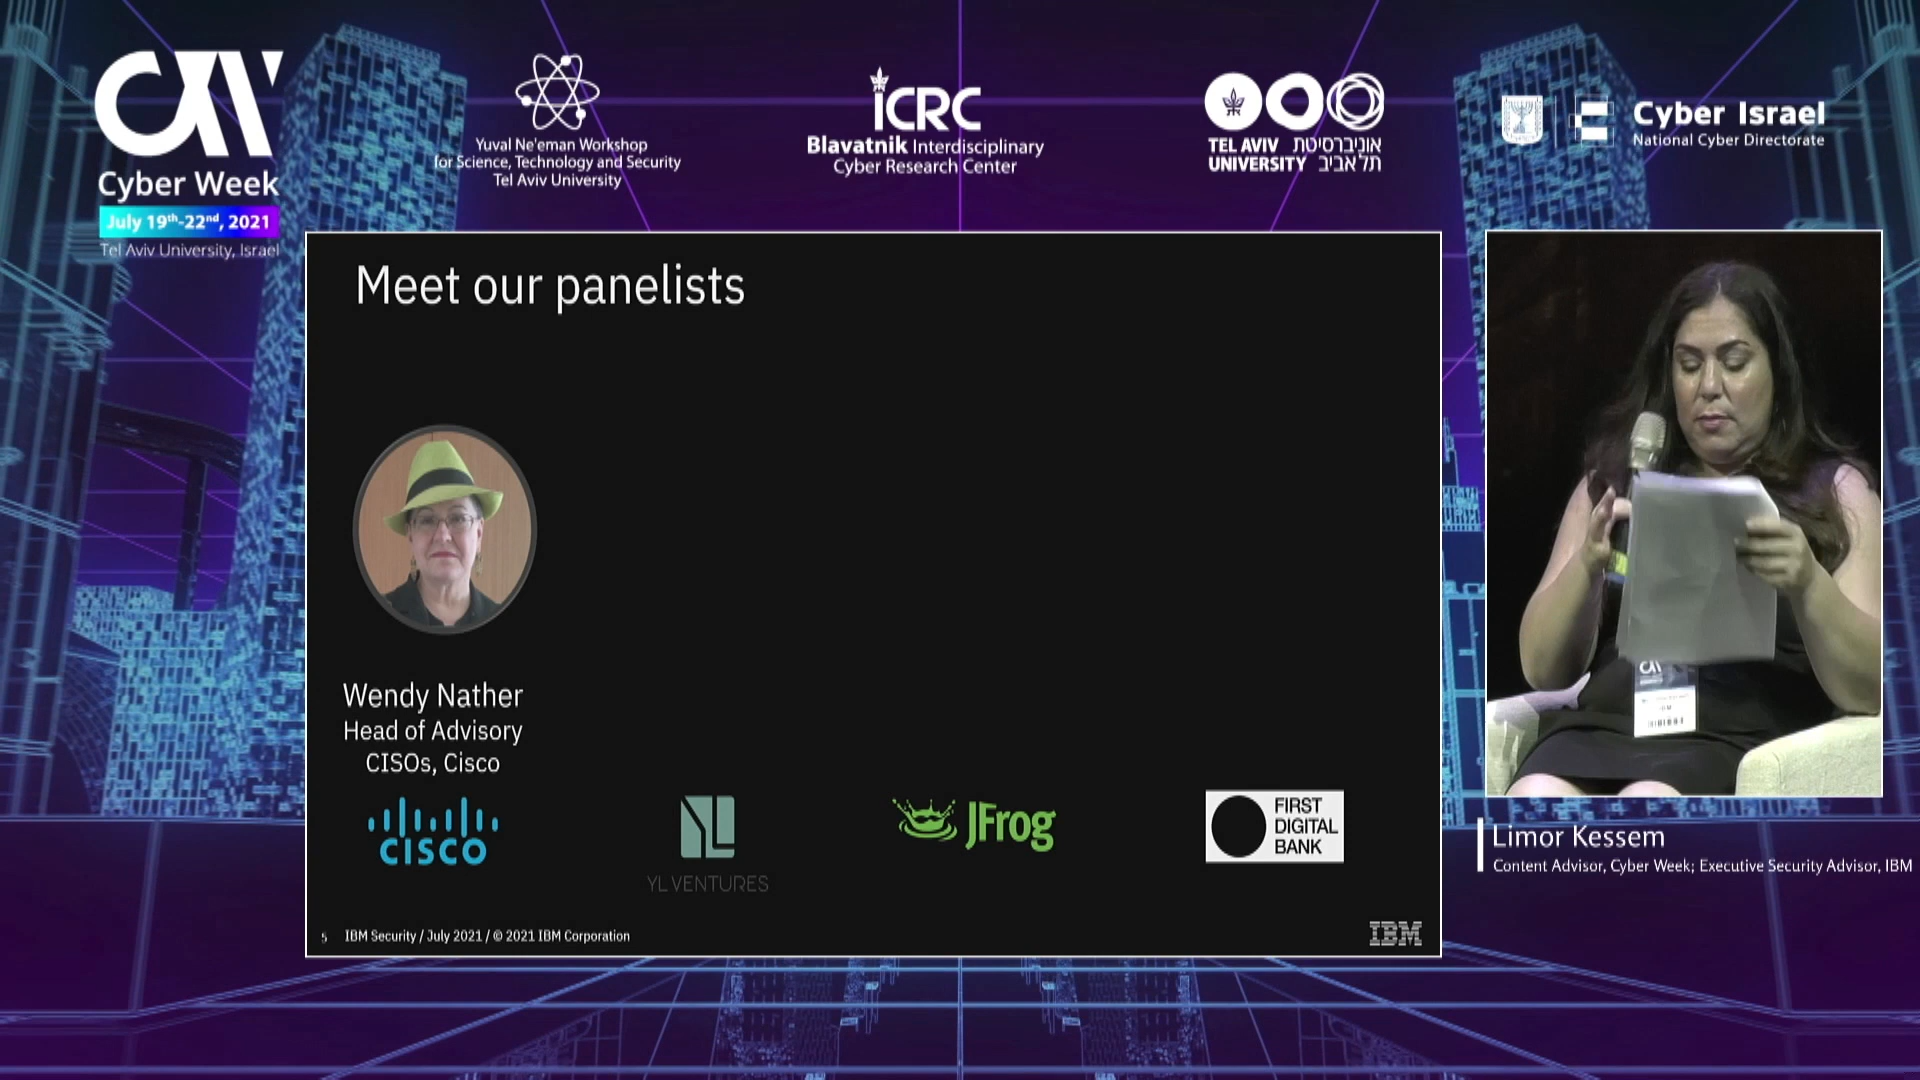 Cyber Week
July 19th-22nd, 2021
Tel Aviv University, Israel
Yuval Ne'eman Workshop
for Science, Technology and Security
Tel Aviv University
ICRC
Blavatnik Interdisciplinary
Cyber Research Center
TEL AVIV אוניברסיטת
UNIVERSITY תל אביב
Cyber Israel
National Cyber Directorate
Meet our panelists
Wendy Nather
Head of Advisory
CISOs, Cisco
CISCO
YL VENTURES
JFrog
FIRST
DIGITAL
BANK
5 IBM Security / July 2021 / © 2021 IBM Corporation
IBM
IBM
Limor Kessem
Content Advisor, Cyber Week; Executive Security Advisor, IBM